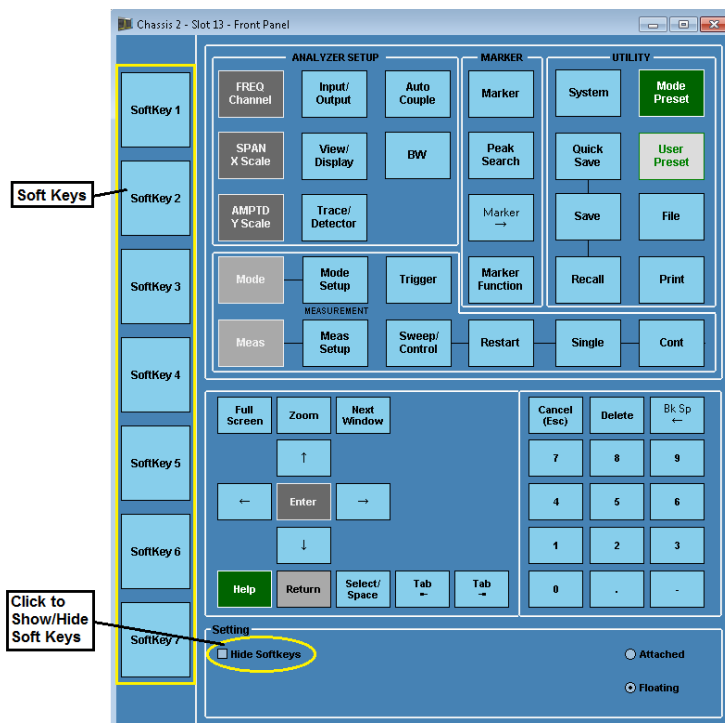 Chassis 2 - Slot 13 - Front Panel
Soft Keys
Click to
Show/Hide
Soft Keys
SoftKey 1
SoftKey 2
SoftKey 3
SoftKey 4
SoftKey 5
SoftKey 6
SoftKey 7
ANALYZER SETUP
FREQ
Channel
Input/
Output
Auto
Couple
SPAN
X Scale
View/
Display
BW
AMPTD
Y Scale
Trace/
Detector
MARKER
Marker
Peak
Search
Marker
→
Marker
Function
UTILITY
System
Mode
Preset
Quick
Save
User
Preset
Save
File
Recall
Print
Mode
Mode
Setup
Trigger
MEASUREMENT
Meas
Meas
Setup
Sweep/
Control
Restart
Single
Cont
Full
Screen
Zoom
Next
Window
↑
←
Enter
→
↓
Help
Return
Select/
Space
Tab
⇤
Tab
⇥
Cancel
(Esc)
Delete
Bk Sp
←
7
8
9
4
5
6
1
2
3
0
.
-
Setting
Hide Softkeys
Attached
Floating